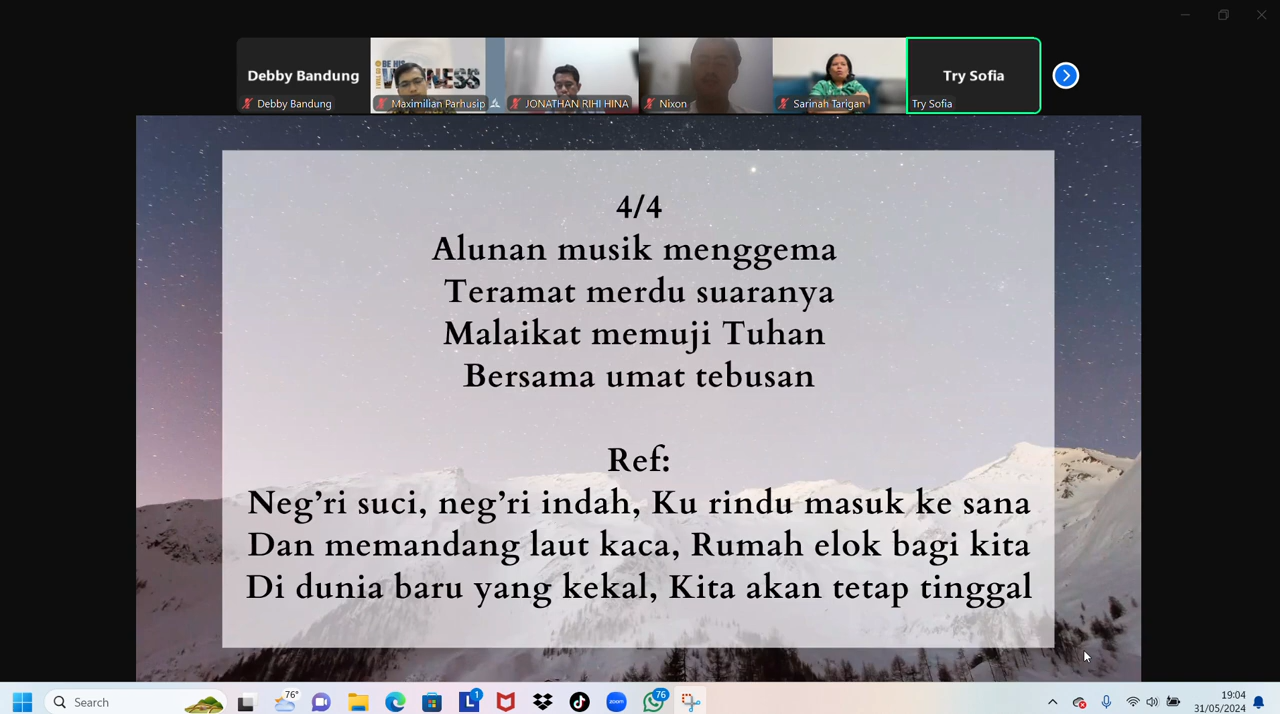 Debby Bandung
Try Sofia
Debby Bandung
Maximilian Parhusip
JONATHAN RIHI HINA
Nixon
Sarinah Tarigan
Try Sofia
4/4
Alunan musik menggema
Teramat merdu suaranya
Malaikat memuji Tuhan
Bersama umat tebusan
Ref:
Neg’ri suci, neg’ri indah, Ku rindu masuk ke sana
Dan memandang laut kaca, Rumah elok bagi kita
Di dunia baru yang kekal, Kita akan tetap tinggal
Search
76°
1
zoom
76
19:04
31/05/2024